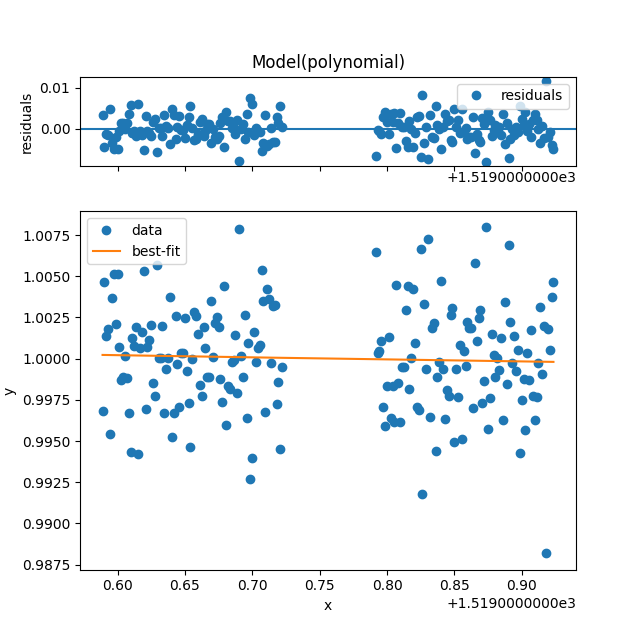 Model(polynomial)
residuals
0.01
0.00
residuals
+1.5190000000e3
data
best-fit
1.0075
1.0050
1.0025
1.0000
0.9975
0.9950
0.9925
0.9900
0.9875
y
0.60 0.65 0.70 0.75 0.80 0.85 0.90
x
+1.5190000000e3